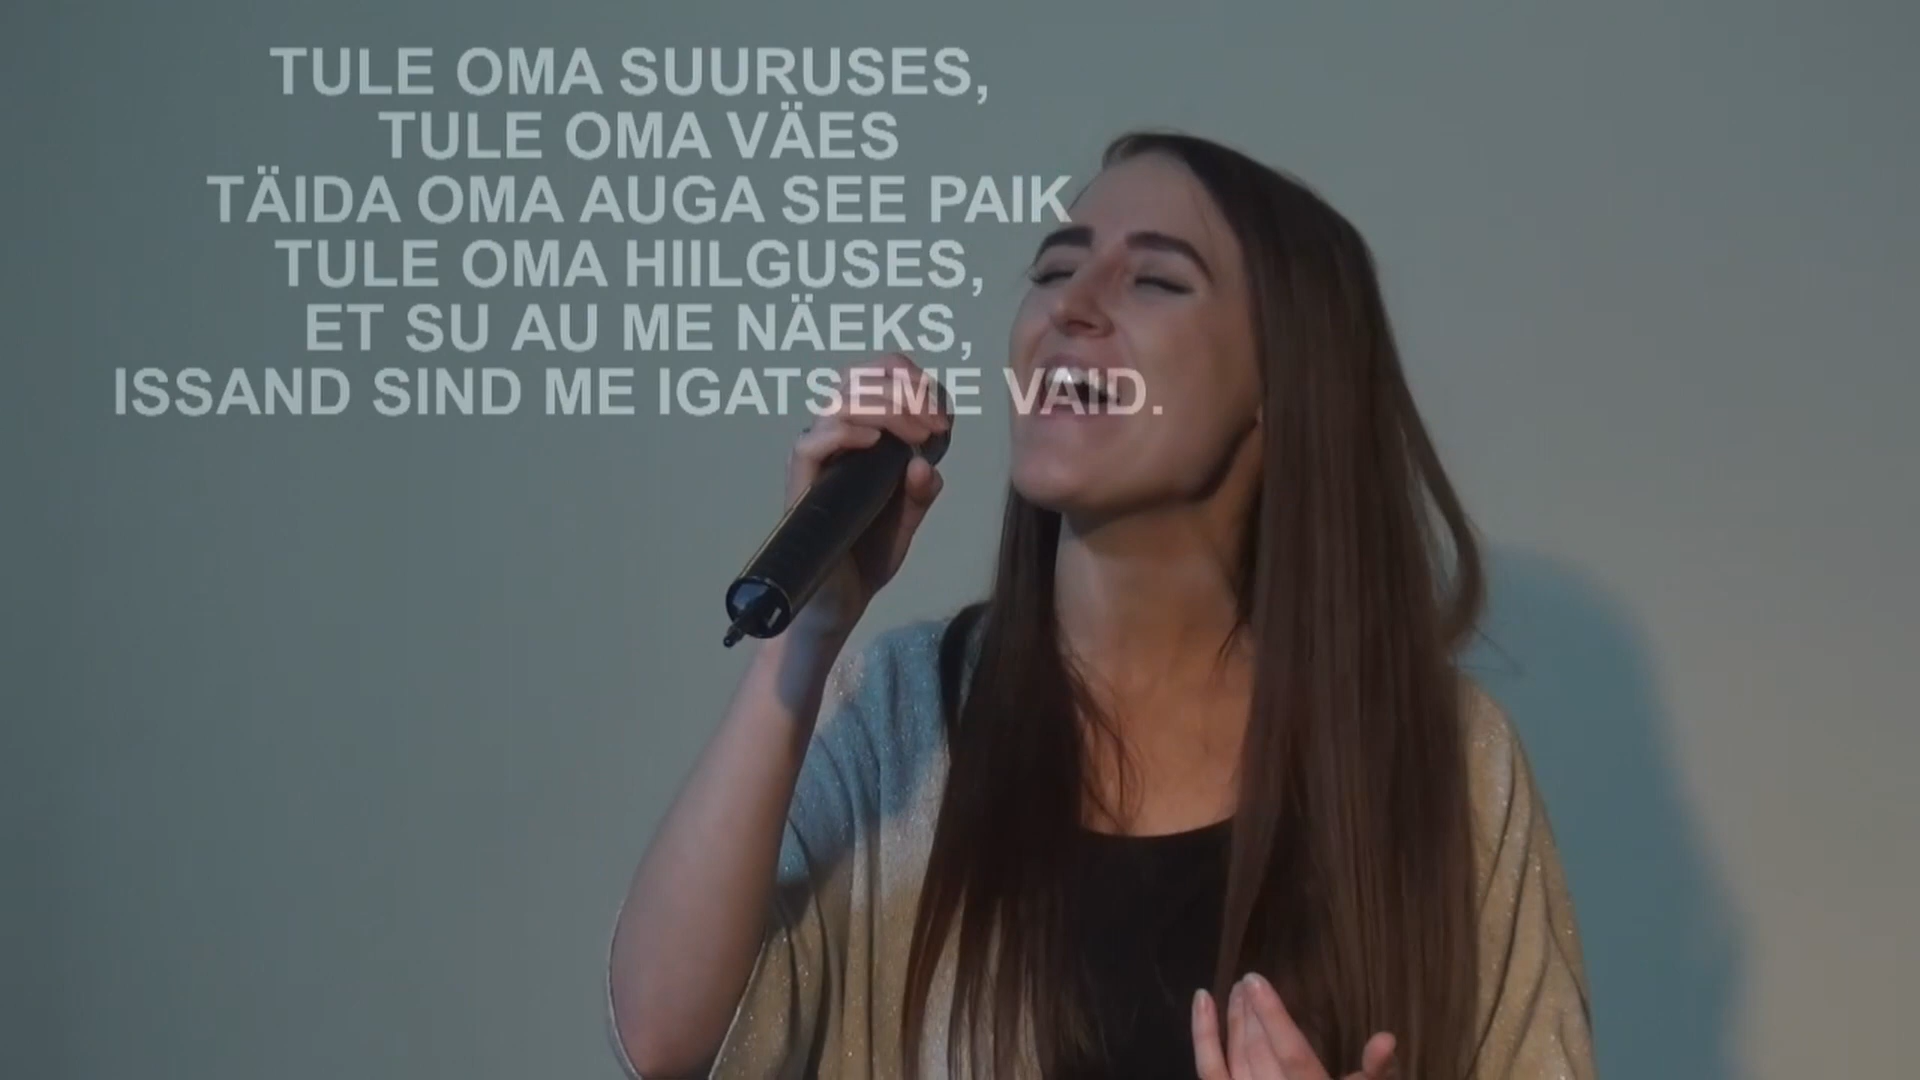 TULE OMA SUURUSES,
TULE OMA VÄES
TÄIDA OMA AUGA SEE PAIK
TULE OMA HIILGUSES,
ET SU AU ME NÄEKS,
ISSAND SIND ME IGATSEME VAID.